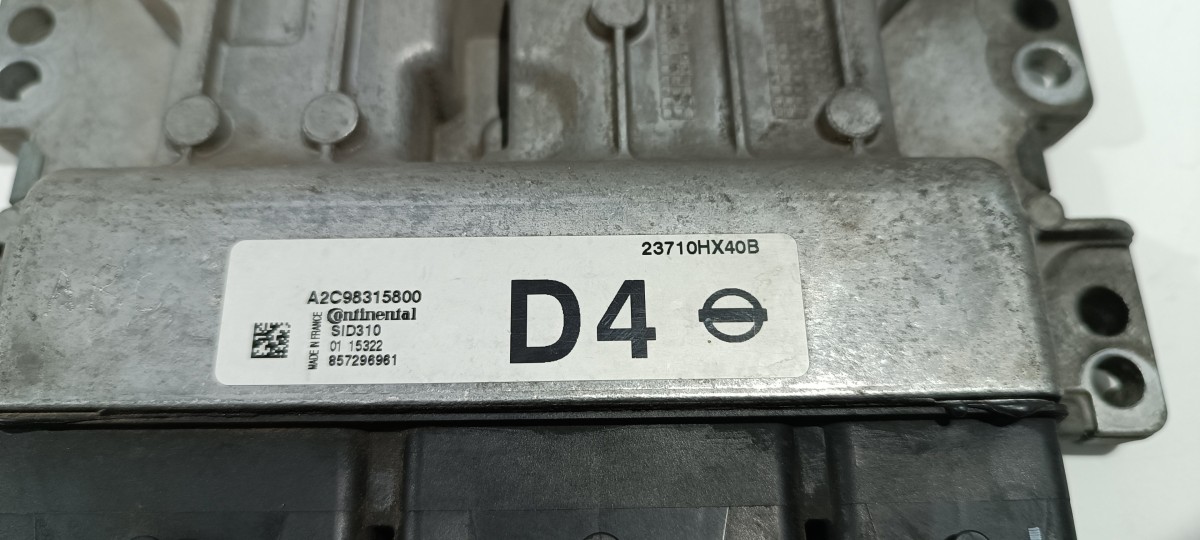 23710HX40B
A2C98315800
Continental
SID310
01 15322
857296961
MADE IN FRANCE
D4